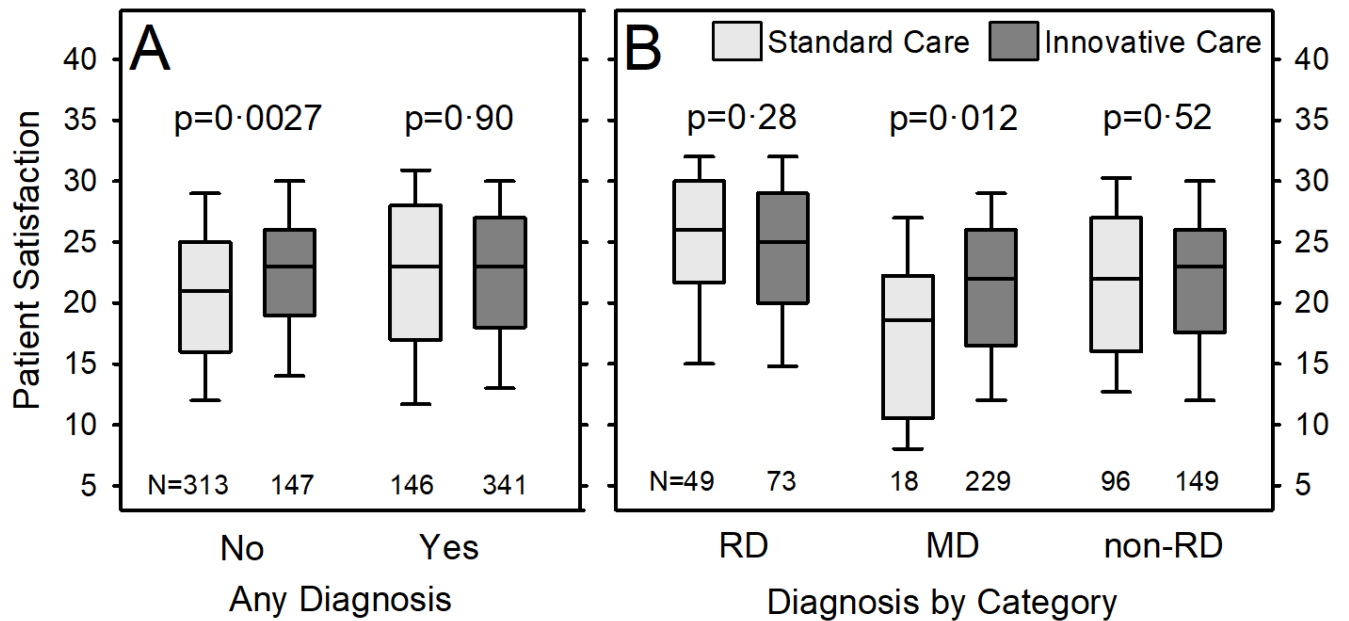 A
B
Standard Care
Innovative Care
Patient Satisfaction
40
35
30
25
20
15
10
5
p=0·0027
p=0·90
p=0·28
p=0·012
p=0·52
40
35
30
25
20
15
10
5
N=313
147
146
341
N=49
73
18
229
96
149
No
Yes
RD
MD
non-RD
Any Diagnosis
Diagnosis by Category